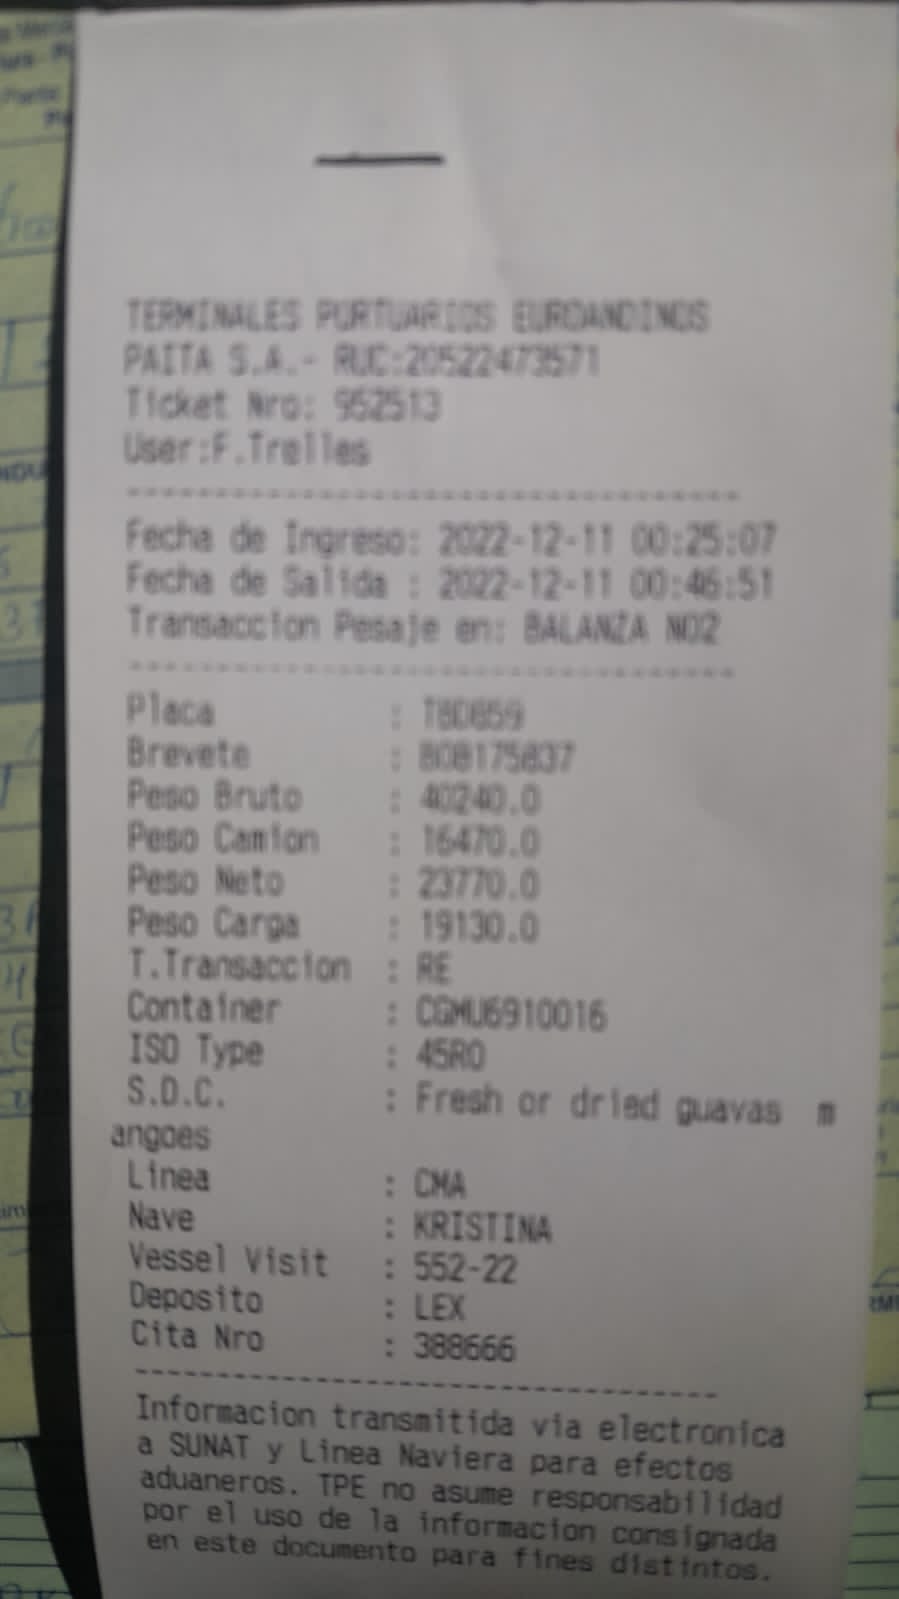 TERMINALES PORTUARIOS EUROANDINOS
PAITA S.A.- RUC:20522473571
Ticket Nro: 952513
User:F.Trelles
Fecha de Ingreso: 2022-12-11 00:25:07
Fecha de Salida : 2022-12-11 00:46:51
Transaccion Pesaje en: BALANZA NO2
Placa : T8D859
Brevete : B08175837
Peso Bruto : 40240.0
Peso Camion : 16470.0
Peso Neto : 23770.0
Peso Carga : 19130.0
T.Transaccion : RE
Container : CGMU6910016
ISO Type : 45R0
S.D.C. : Fresh or dried guavas m
angoes
Linea : CMA
Nave : KRISTINA
Vessel Visit : 552-22
Deposito : LEX
Cita Nro : 388666
Informacion transmitida via electronica
a SUNAT y Linea Naviera para efectos
aduaneros. TPE no asume responsabilidad
por el uso de la informacion consignada
en este documento para fines distintos.